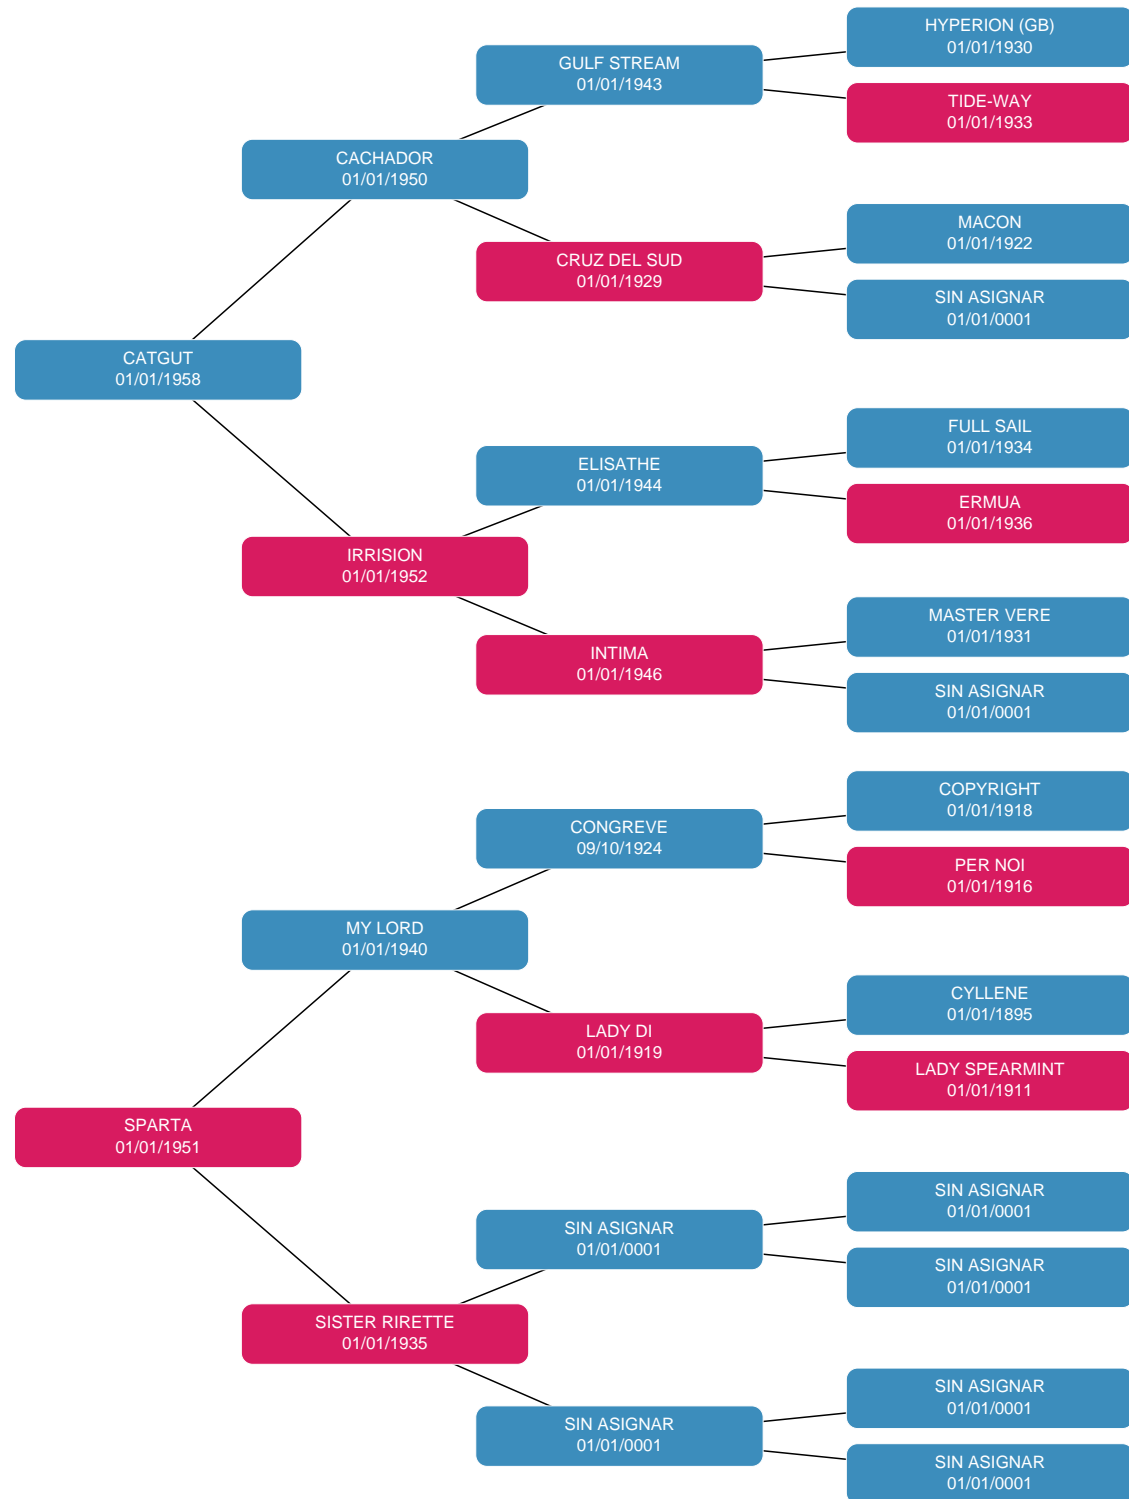 HYPERION (GB)
01/01/1930
GULF STREAM
01/01/1943
TIDE-WAY
01/01/1933
CACHADOR
01/01/1950
MACON
01/01/1922
CRUZ DEL SUD
01/01/1929
SIN ASIGNAR
01/01/0001
CATGUT
01/01/1958
FULL SAIL
01/01/1934
ELISATHE
01/01/1944
ERMUA
01/01/1936
IRRISION
01/01/1952
MASTER VERE
01/01/1931
INTIMA
01/01/1946
SIN ASIGNAR
01/01/0001
COPYRIGHT
01/01/1918
CONGREVE
09/10/1924
PER NOI
01/01/1916
MY LORD
01/01/1940
CYLLENE
01/01/1895
LADY DI
01/01/1919
LADY SPEARMINT
01/01/1911
SPARTA
01/01/1951
SIN ASIGNAR
01/01/0001
SIN ASIGNAR
01/01/0001
SIN ASIGNAR
01/01/0001
SISTER RIRETTE
01/01/1935
SIN ASIGNAR
01/01/0001
SIN ASIGNAR
01/01/0001
SIN ASIGNAR
01/01/0001